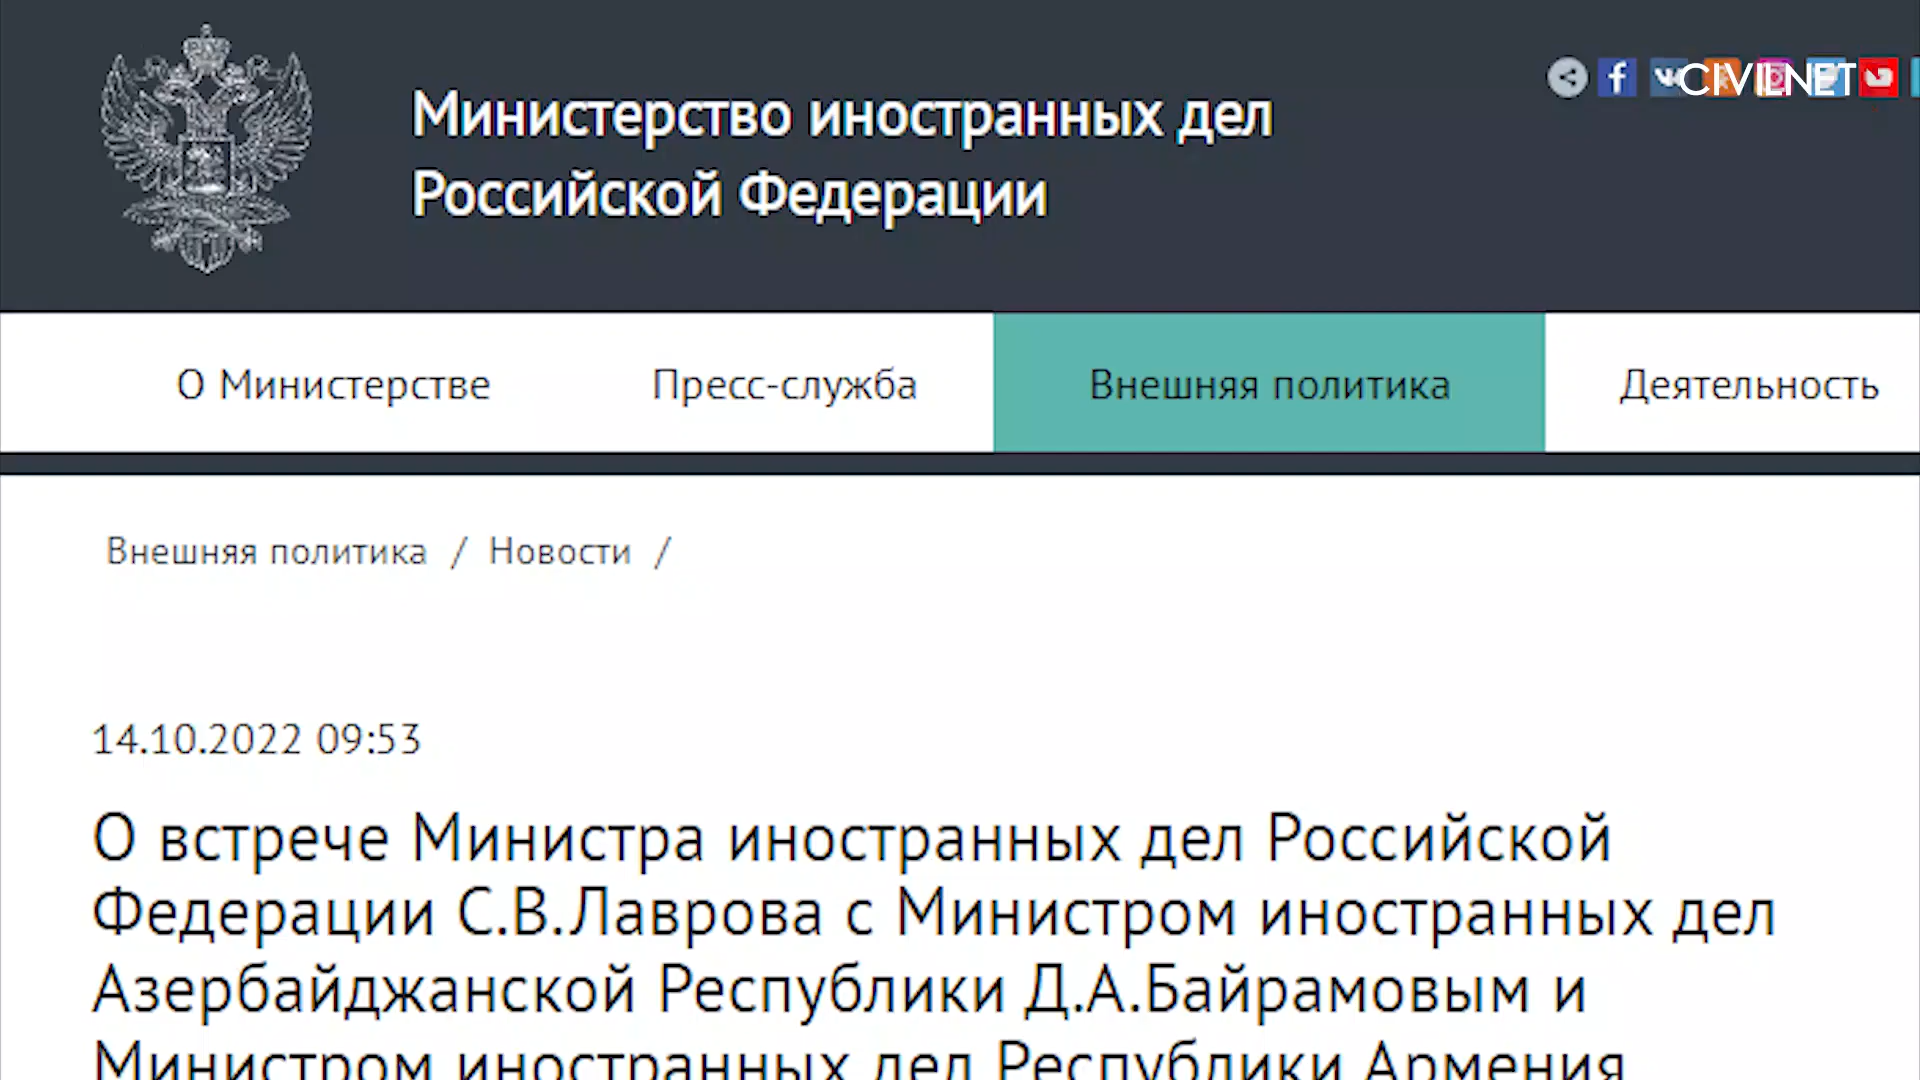 Министерство иностранных дел
Российской Федерации
CIVILNET
О Министерстве
Пресс-служба
Внешняя политика
Деятельность
Внешняя политика / Новости /
14.10.2022 09:53
О встрече Министра иностранных дел Российской
Федерации С.В.Лаврова с Министром иностранных дел
Азербайджанской Республики Д.А.Байрамовым и
Министром иностранных дел Республики Армения